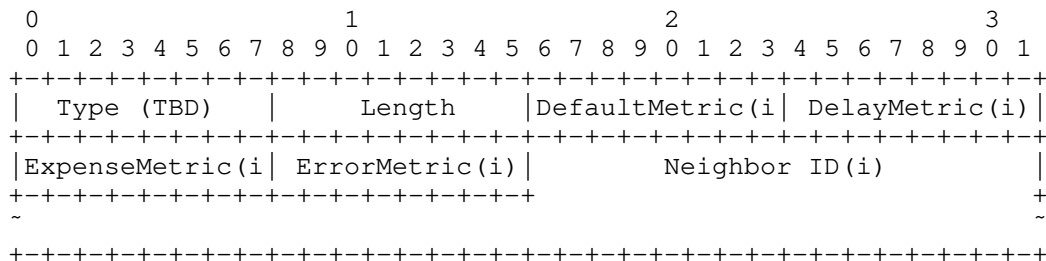 0                   1                   2                   3
 0 1 2 3 4 5 6 7 8 9 0 1 2 3 4 5 6 7 8 9 0 1 2 3 4 5 6 7 8 9 0 1
+-+-+-+-+-+-+-+-+-+-+-+-+-+-+-+-+-+-+-+-+-+-+-+-+-+-+-+-+-+-+-+-+
|  Type (TBD)   |     Length    |DefaultMetric(i| DelayMetric(i)|
+-+-+-+-+-+-+-+-+-+-+-+-+-+-+-+-+-+-+-+-+-+-+-+-+-+-+-+-+-+-+-+-+
|ExpenseMetric(i| ErrorMetric(i)|        Neighbor ID(i)         |
+-+-+-+-+-+-+-+-+-+-+-+-+-+-+-+-+                               +
~                                                               ~
+-+-+-+-+-+-+-+-+-+-+-+-+-+-+-+-+-+-+-+-+-+-+-+-+-+-+-+-+-+-+-+-+